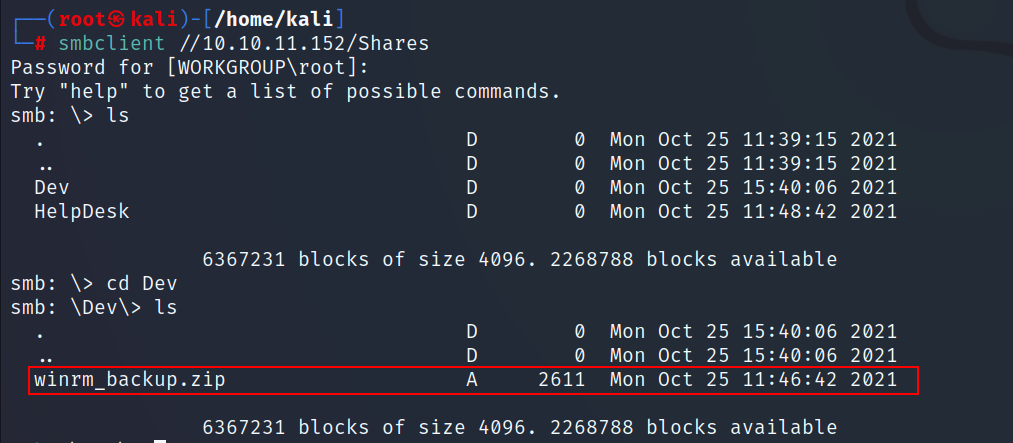 ┌──(root㉿kali)-[/home/kali]
└─# smbclient //10.10.11.152/Shares
Password for [WORKGROUP\root]:
Try "help" to get a list of possible commands.
smb: \> ls
  .                                   D        0  Mon Oct 25 11:39:15 2021
  ..                                  D        0  Mon Oct 25 11:39:15 2021
  Dev                                 D        0  Mon Oct 25 15:40:06 2021
  HelpDesk                            D        0  Mon Oct 25 11:48:42 2021
                6367231 blocks of size 4096. 2268788 blocks available
smb: \> cd Dev
smb: \Dev\> ls
  .                                   D        0  Mon Oct 25 15:40:06 2021
  ..                                  D        0  Mon Oct 25 15:40:06 2021
  winrm_backup.zip                    A     2611  Mon Oct 25 11:46:42 2021
                6367231 blocks of size 4096. 2268788 blocks available